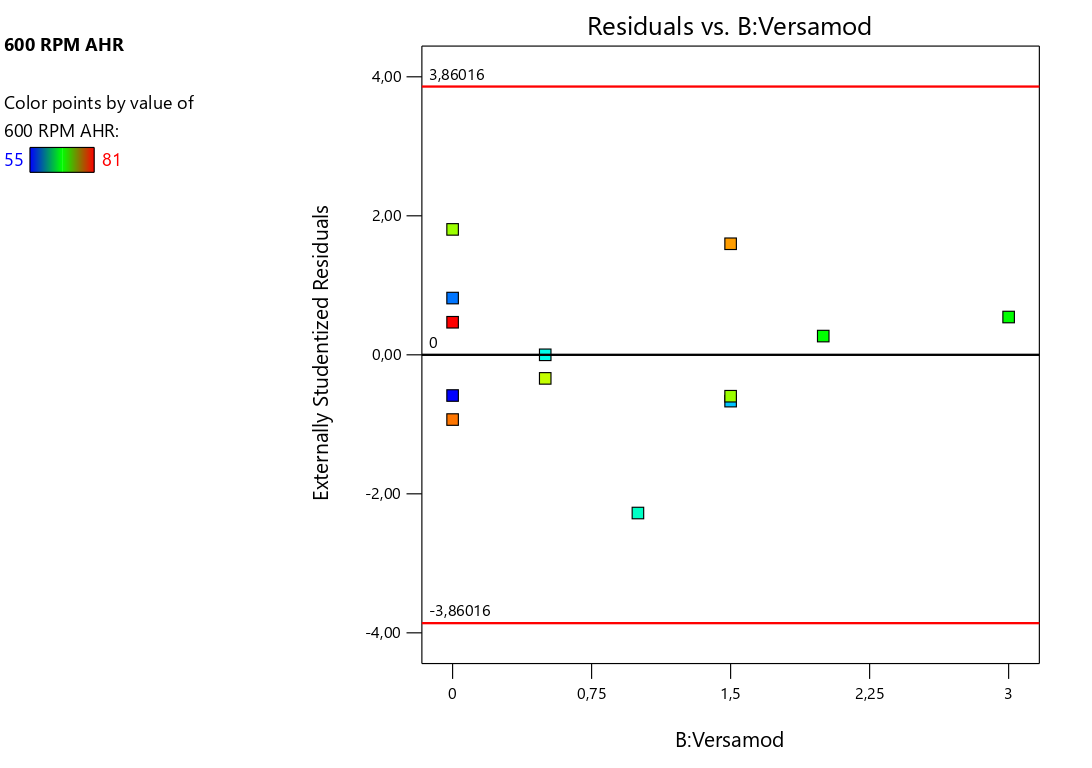 600 RPM AHR
Color points by value of
600 RPM AHR:
55 81
Residuals vs. B:Versamod
Externally Studentized Residuals
4,00
2,00
0,00
-2,00
-4,00
3,86016
0
-3,86016
0 0,75 1,5 2,25 3
B:Versamod